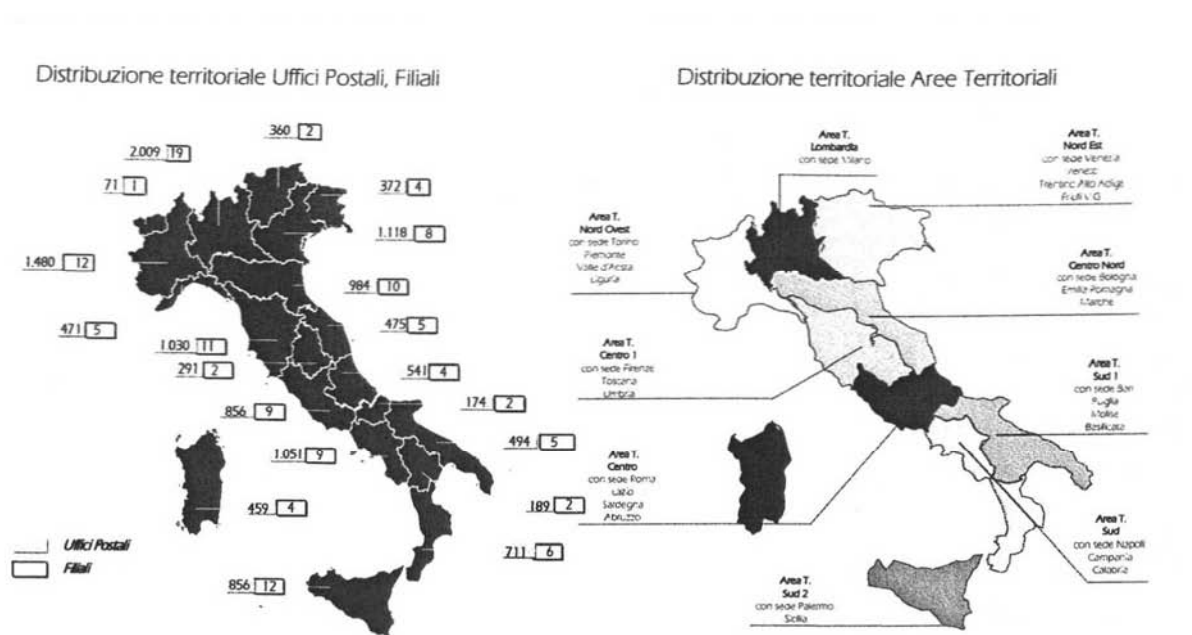 Distribuzione territoriale Uffici Postali, Filiali
360 2
2.009 19
71 1
372 4
1.118 8
1.480 12
984 10
471 5
475 5
1.030 11
291 2
541 4
856 9
174 2
494 5
1.051 9
459 4
189 2
711 6
856 12
Uffici Postali
Filiali
Distribuzione territoriale Aree Territoriali
Area T.
Lombardia
con sede Milano
Area T.
Nord Est
con sede Venezia
Veneto
Trentino Alto Adige
Friuli V.G.
Area T.
Nord Ovest
con sede Torino
Piemonte
Valle d'Aosta
Liguria
Area T.
Centro Nord
con sede Bologna
Emilia Romagna
Marche
Area T.
Centro 1
con sede Firenze
Toscana
Umbria
Area T.
Sud 1
con sede Bari
Puglia
Molise
Basilicata
Area T.
Centro
con sede Roma
Lazio
Sardegna
Abruzzo
Area T.
Sud
con sede Napoli
Campania
Calabria
Area T.
Sud 2
con sede Palermo
Sicilia